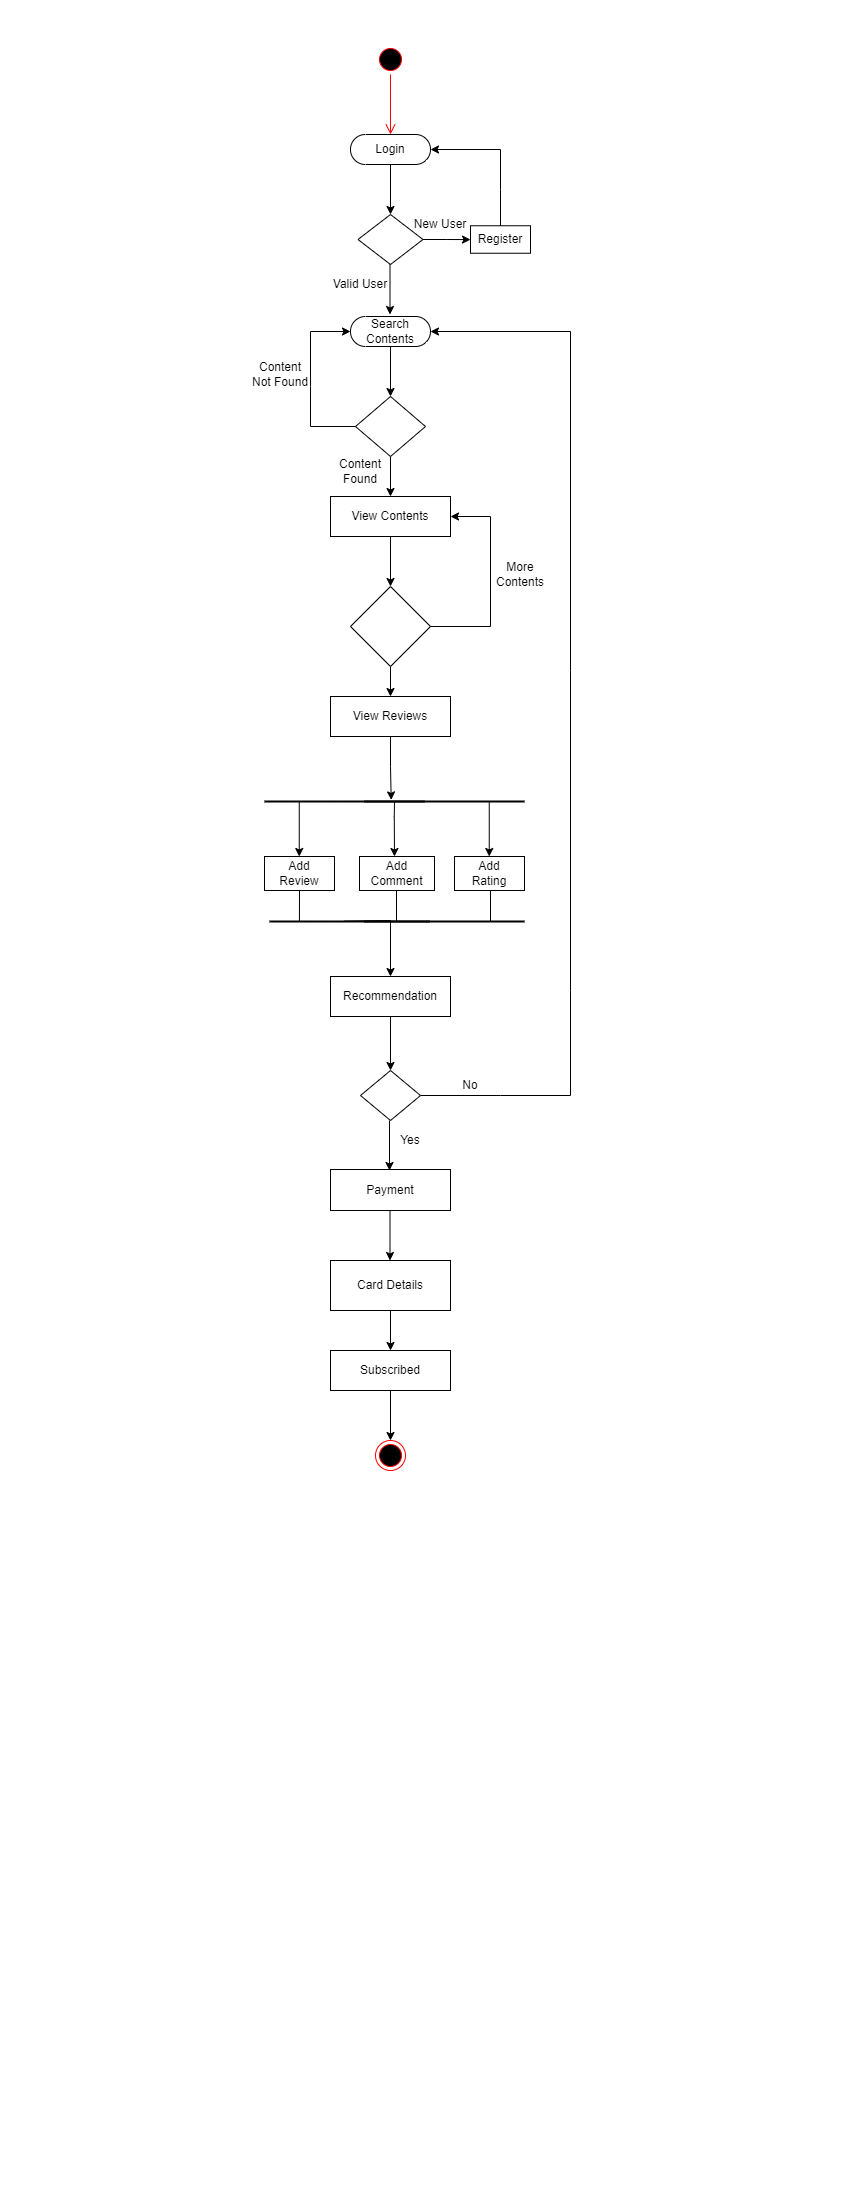 Login
New User
Register
Valid User
Search
Contents
Content
Not Found
Content
Found
View Contents
More
Contents
View Reviews
Add
Review
Add
Comment
Add
Rating
Recommendation
No
Yes
Payment
Card Details
Subscribed